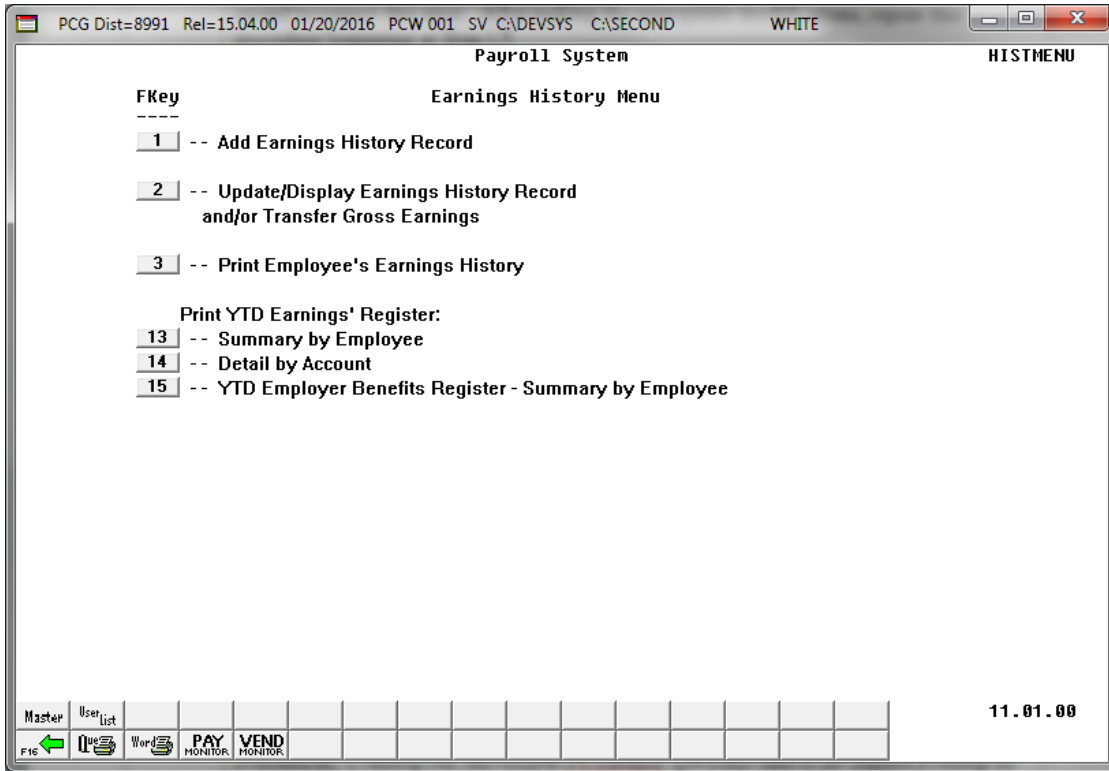 PCG Dist=8991 Rel=15.04.00 01/20/2016 PCW 001 SV C:\DEVSYS C:\SECOND WHITE
Payroll System HISTMENU
FKey Earnings History Menu
----
1 -- Add Earnings History Record
2 -- Update/Display Earnings History Record
and/or Transfer Gross Earnings
3 -- Print Employee's Earnings History
Print YTD Earnings' Register:
13 -- Summary by Employee
14 -- Detail by Account
15 -- YTD Employer Benefits Register - Summary by Employee
Master User List 11.01.00
F16 Que Word PAY MONITOR VEND MONITOR